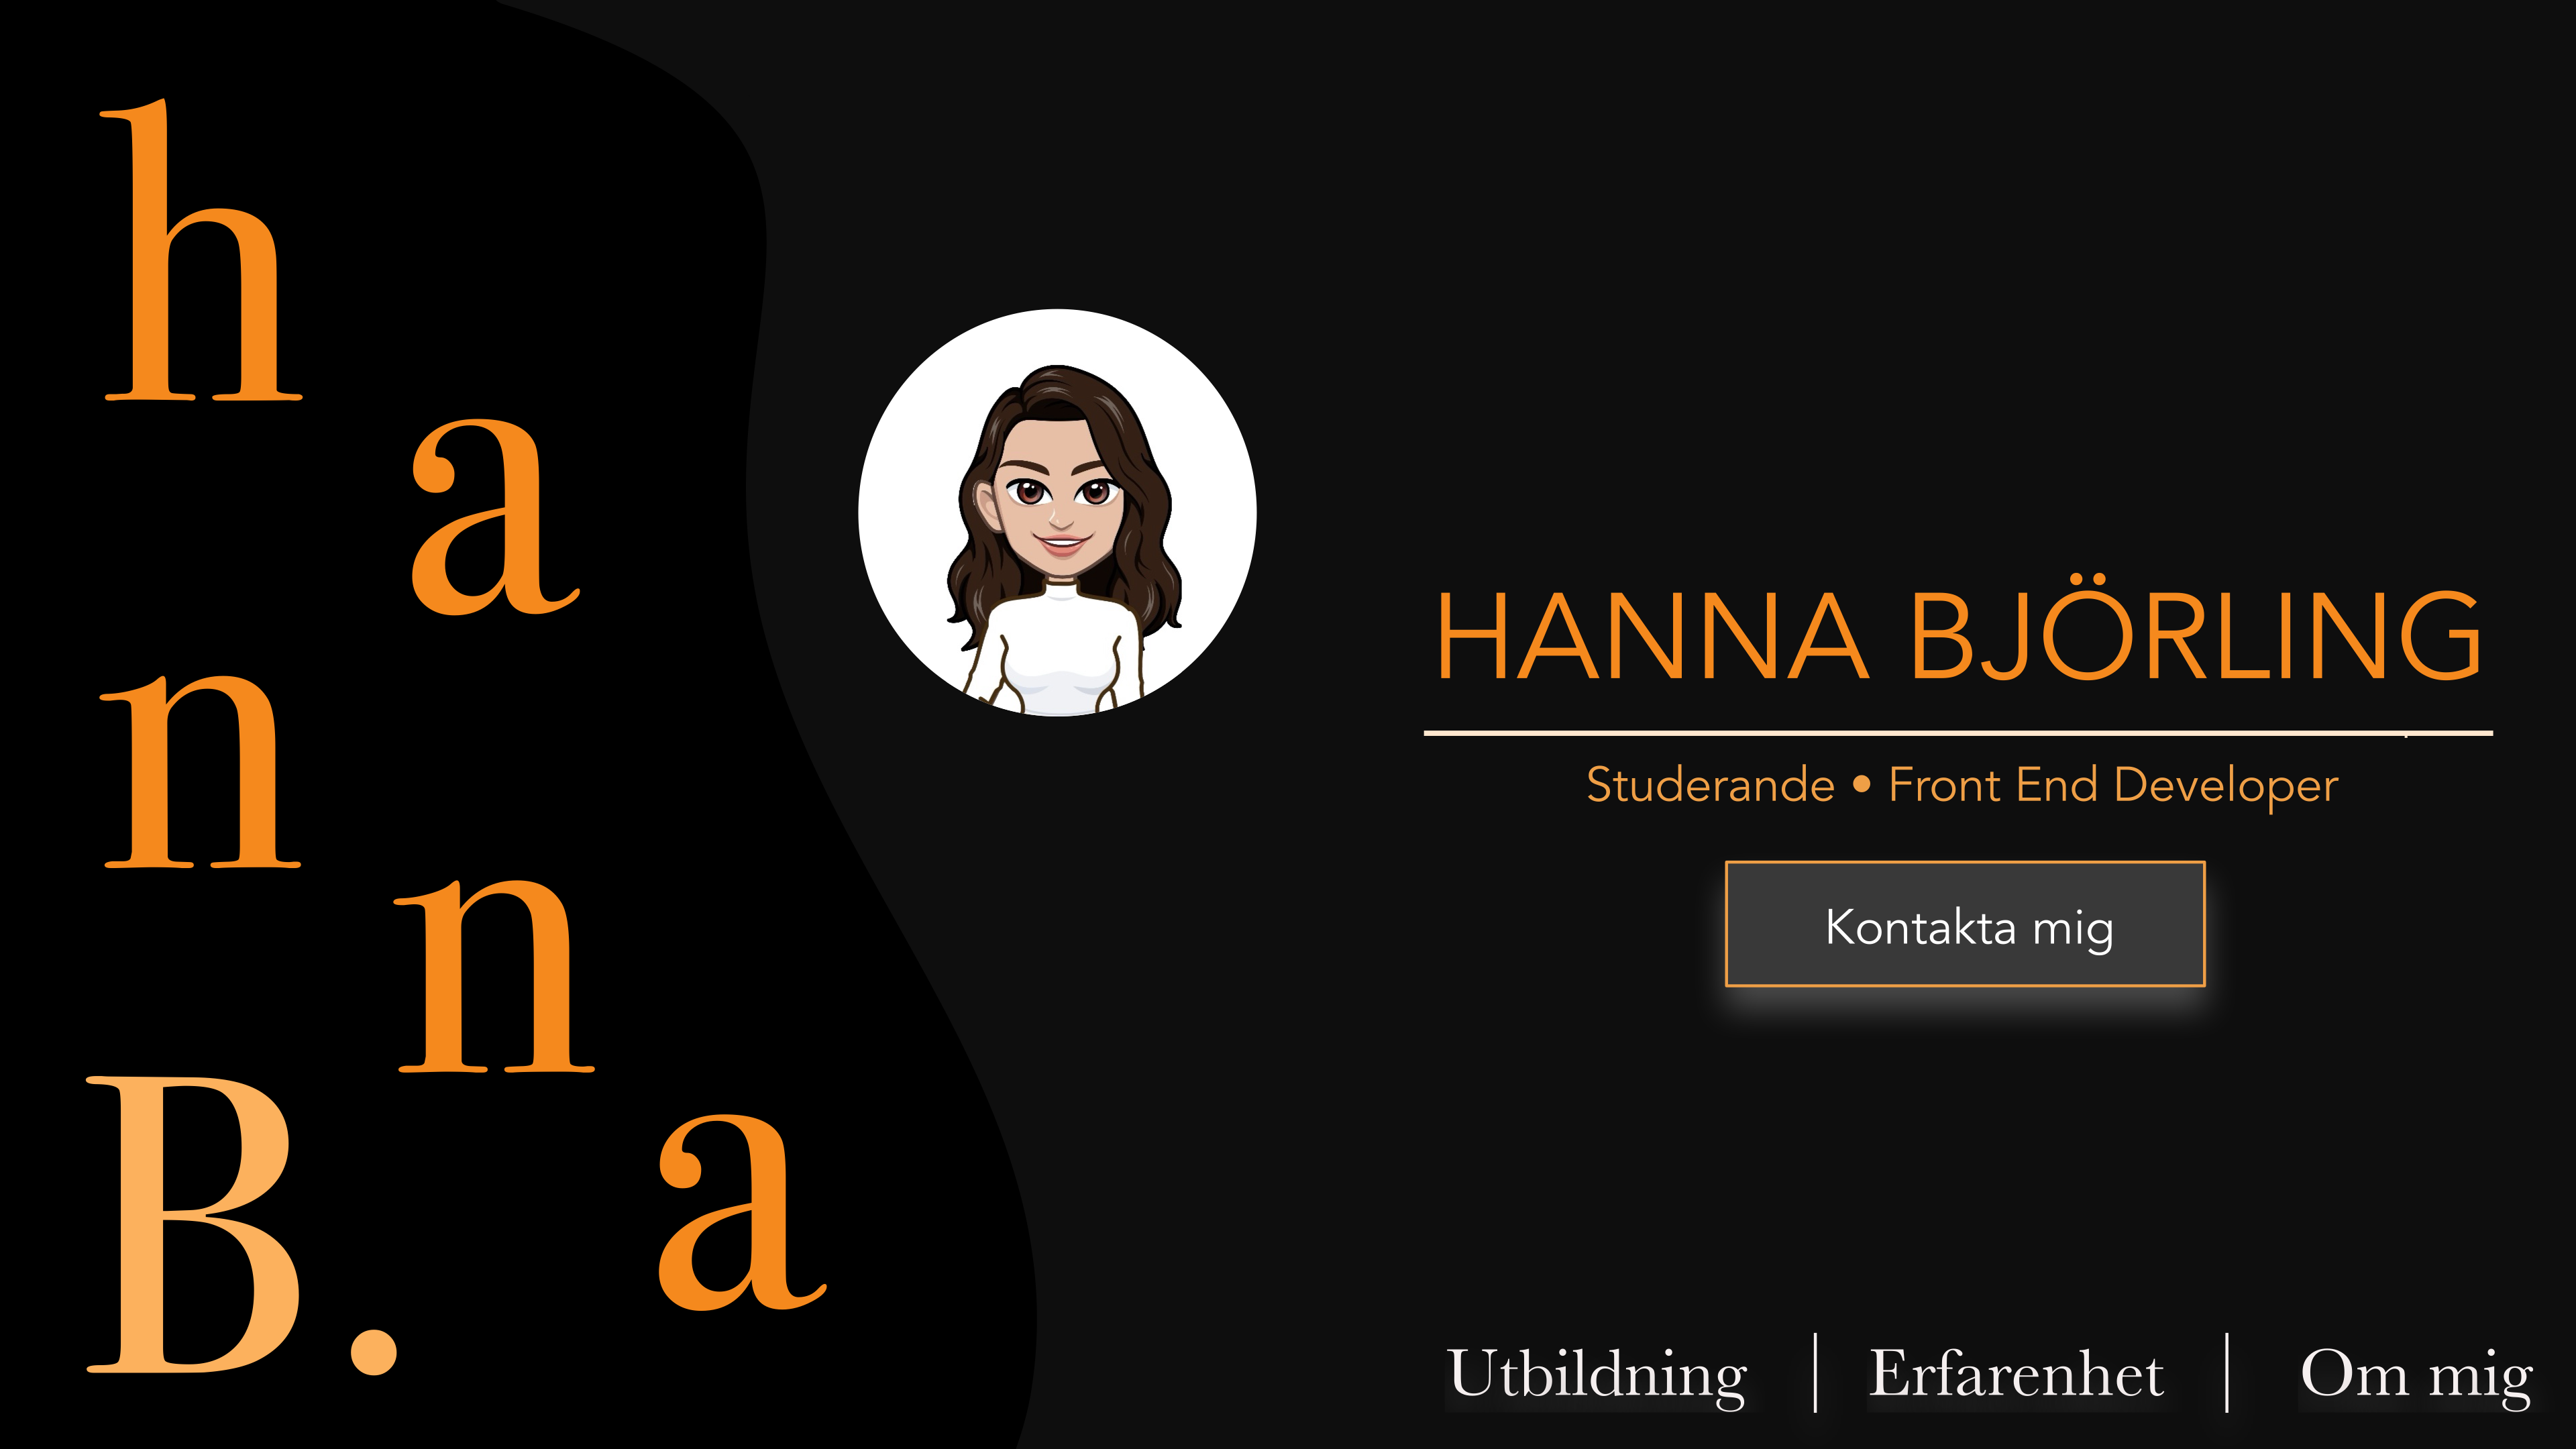 h
a
n
n
a
B.
HANNA BJÖRLING
Studerande • Front End Developer
Kontakta mig
Utbildning | Erfarenhet | Om mig